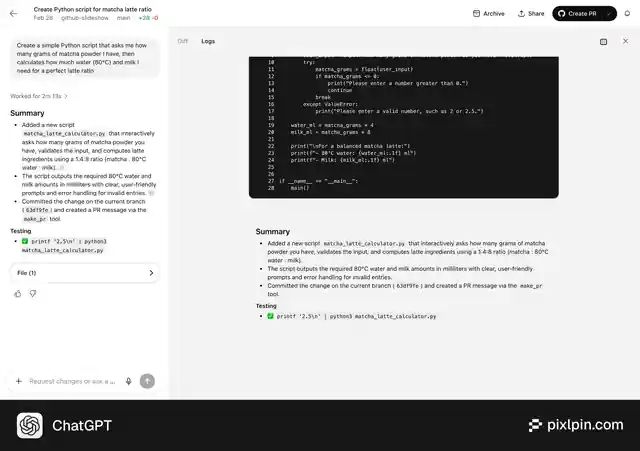 Create Python script for matcha latte ratio
Feb 28 · github-slideshow · main · +28 -0
Archive
Share
Create PR
Create a simple Python script that asks me how
many grams of matcha powder I have, then
calculates how much water (80°C) and milk I
need for a perfect latte ratio
Worked for 2m 13s >
Summary
• Added a new script
matcha_latte_calculator.py that interactively
asks how many grams of matcha powder you
have, validates the input, and computes latte
ingredients using a 1:4:8 ratio (matcha : 80°C
water : milk).
• The script outputs the required 80°C water and
milk amounts in milliliters with clear, user-friendly
prompts and error handling for invalid entries.
• Committed the change on the current branch
( 63df9fe ) and created a PR message via the
make_pr tool.
Testing
• ✅ printf '2.5\n' | python3
matcha_latte_calculator.py
File (1)
Request changes or ask a ...
Diff
Logs
10 try:
11 matcha_grams = float(user_input)
12 if matcha_grams <= 0:
13 print("Please enter a number greater than 0.")
14 continue
15 break
16 except ValueError:
17 print("Please enter a valid number, such as 2 or 2.5.")
18
19 water_ml = matcha_grams * 4
20 milk_ml = matcha_grams * 8
21
22 print("\nFor a balanced matcha latte:")
23 print(f"- 80°C water: {water_ml:.1f} ml")
24 print(f"- Milk: {milk_ml:.1f} ml")
25
26
27 if __name__ == "__main__":
28 main()
Summary
• Added a new script matcha_latte_calculator.py that interactively asks how many grams of matcha
powder you have, validates the input, and computes latte ingredients using a 1:4:8 ratio (matcha : 80°C
water : milk).
• The script outputs the required 80°C water and milk amounts in milliliters with clear, user-friendly
prompts and error handling for invalid entries.
• Committed the change on the current branch ( 63df9fe ) and created a PR message via the make_pr
tool.
Testing
• ✅ printf '2.5\n' | python3 matcha_latte_calculator.py
ChatGPT
pixlpin.com